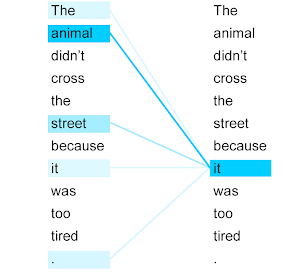 The The
animal animal
didn't didn't
cross cross
the the
street street
because because
it it
was was
too too
tired tired
. .